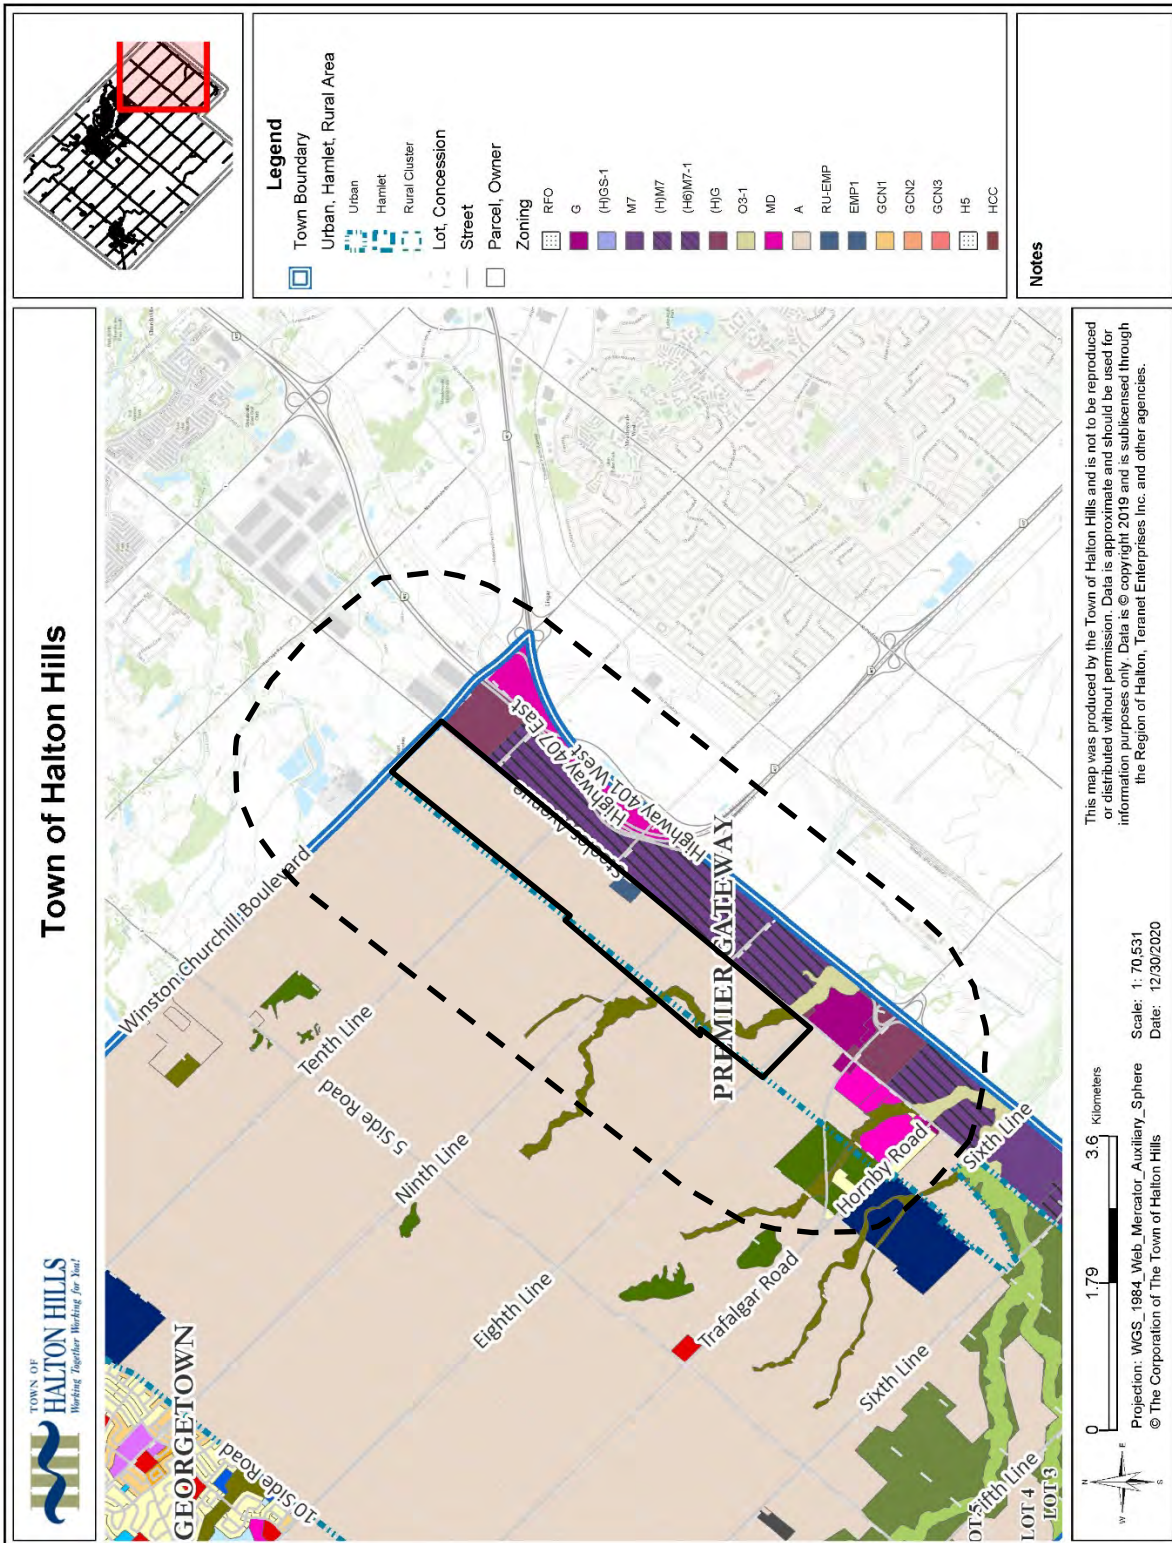 Town of Halton Hills
TOWN OF
HALTON HILLS
Working Together Working for You!
Legend
Town Boundary
Urban, Hamlet, Rural Area
Urban
Hamlet
Rural Cluster
Lot, Concession
Street
Parcel, Owner
Zoning
RFO
G
(H)GS-1
M7
(H)M7
(H6)M7-1
(H)G
O3-1
MD
A
RU-EMP
EMP1
GCN1
GCN2
GCN3
H5
HCC
Notes
Winston Churchill Boulevard
Tenth Line
5 Side Road
Ninth Line
Eighth Line
Trafalgar Road
Hornby Road
Sixth Line
Sixth Line
Fifth Line
10 Side Road
GEORGETOWN
PREMIER GATEWAY
Steeles Avenue
Highway 407 East
Highway 401 West
LOT 4
LOT 3
0 1.79 3.6 Kilometers
N
W E
S
Projection: WGS_1984_Web_Mercator_Auxiliary_Sphere
© The Corporation of The Town of Halton Hills
Scale: 1: 70,531
Date: 12/30/2020
This map was produced by the Town of Halton Hills and is not to be reproduced
or distributed without permission. Data is approximate and should be used for
information purposes only. Data is © copyright 2019 and is sublicensed through
the Region of Halton, Teranet Enterprises Inc. and other agencies.